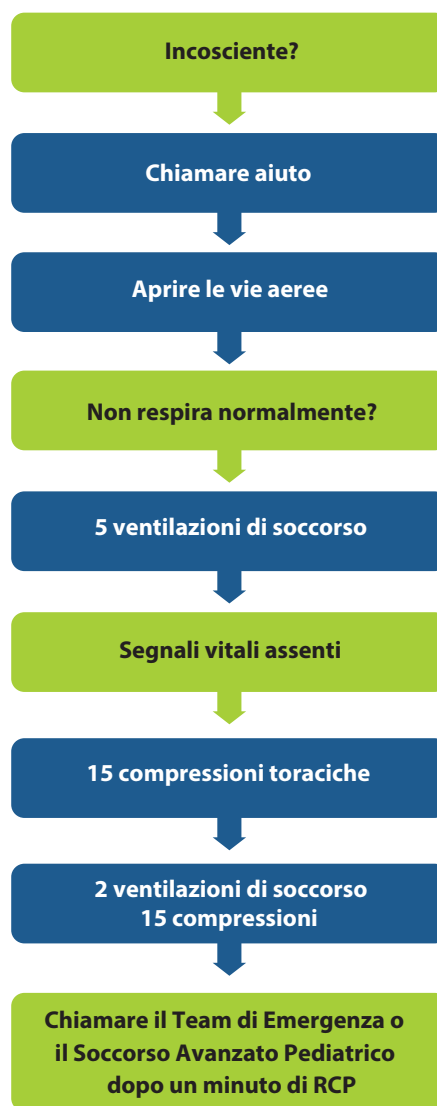 Incosciente?
Chiamare aiuto
Aprire le vie aeree
Non respira normalmente?
5 ventilazioni di soccorso
Segnali vitali assenti
15 compressioni toraciche
2 ventilazioni di soccorso
15 compressioni
Chiamare il Team di Emergenza o
il Soccorso Avanzato Pediatrico
dopo un minuto di RCP